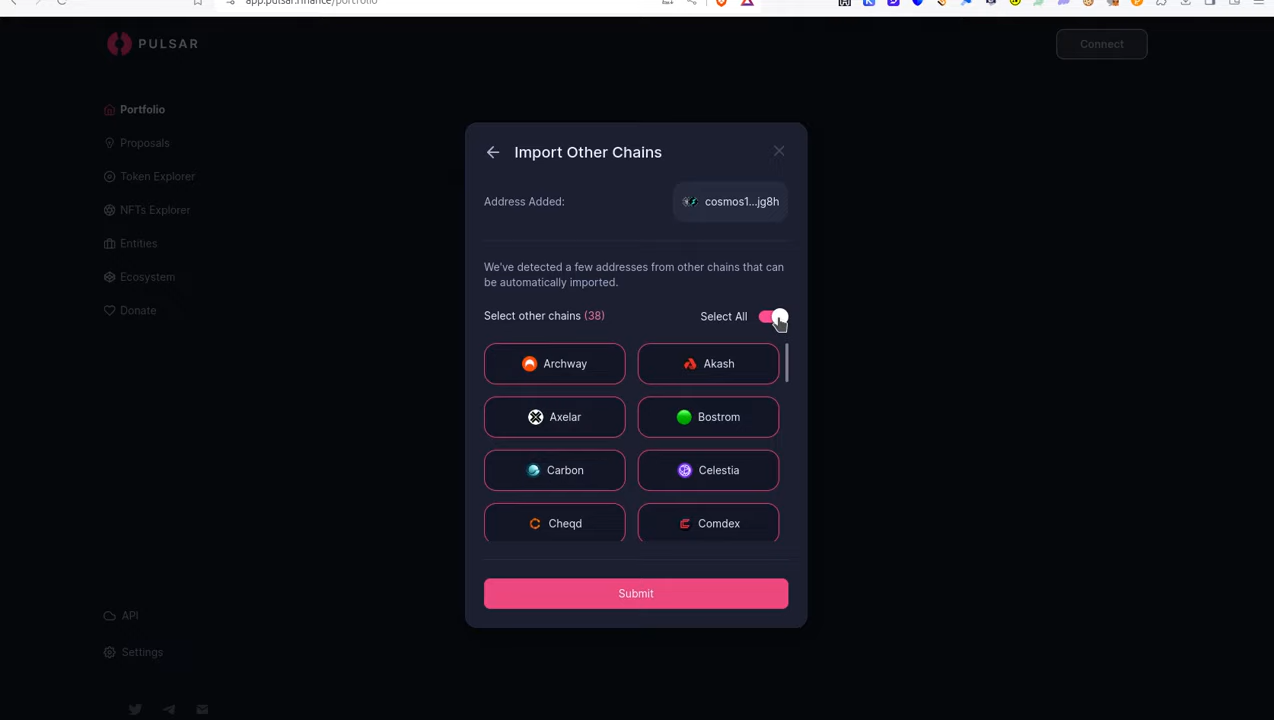 app.pulsar.finance/portfolio
PULSAR
Connect
Portfolio
Proposals
Token Explorer
NFTs Explorer
Entities
Ecosystem
Donate
API
Settings
Import Other Chains
Address Added:
cosmos1...jg8h
We've detected a few addresses from other chains that can
be automatically imported.
Select other chains (38)
Select All
Archway
Akash
Axelar
Bostrom
Carbon
Celestia
Cheqd
Comdex
Submit